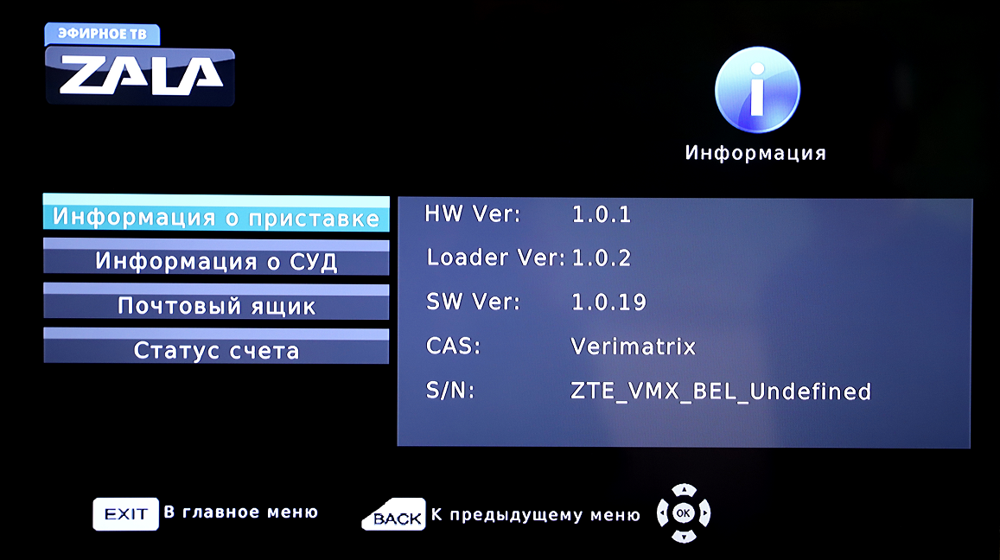 ЭФИРНОЕ ТВ
ZALA
Информация
Информация о приставке
Информация о СУД
Почтовый ящик
Статус счета
HW Ver: 1.0.1
Loader Ver: 1.0.2
SW Ver: 1.0.19
CAS: Verimatrix
S/N: ZTE_VMX_BEL_Undefined
EXIT В главное меню
BACK К предыдущему меню
OK